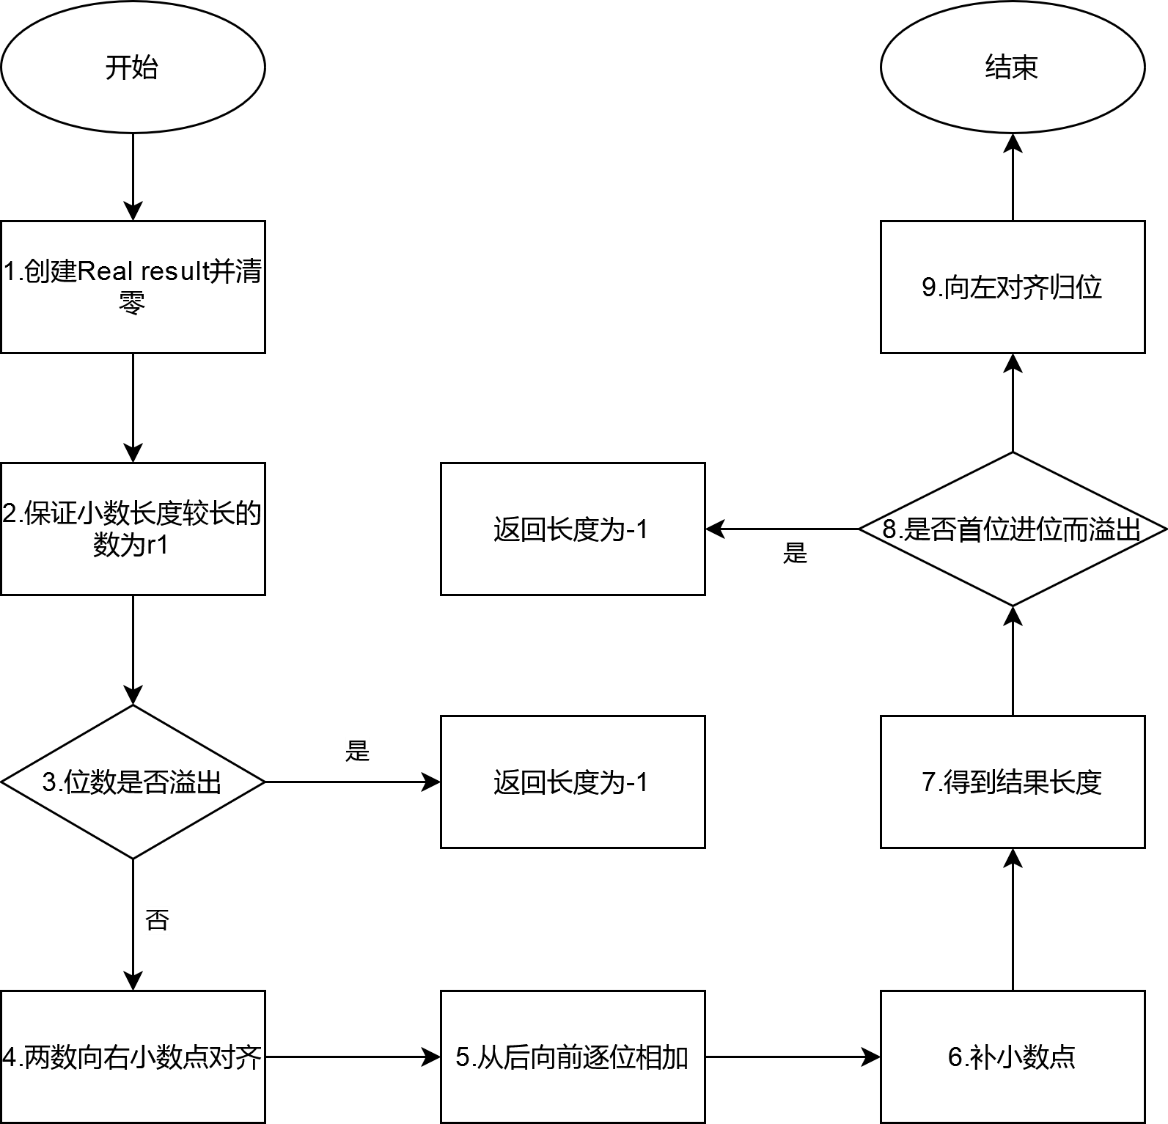 开始
1.创建Real result并清
零
2.保证小数长度较长的
数为r1
3.位数是否溢出
是
返回长度为-1
否
4.两数向右小数点对齐
5.从后向前逐位相加
6.补小数点
7.得到结果长度
8.是否首位进位而溢出
是
返回长度为-1
9.向左对齐归位
结束